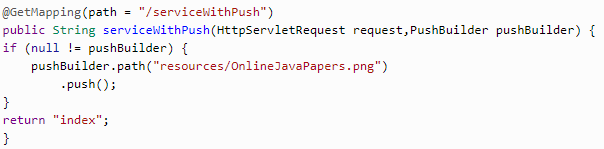 @GetMapping(path = "/serviceWithPush")
public String serviceWithPush(HttpServletRequest request,PushBuilder pushBuilder) {
if (null != pushBuilder) {
    pushBuilder.path("resources/OnlineJavaPapers.png")
        .push();
}
return "index";
}